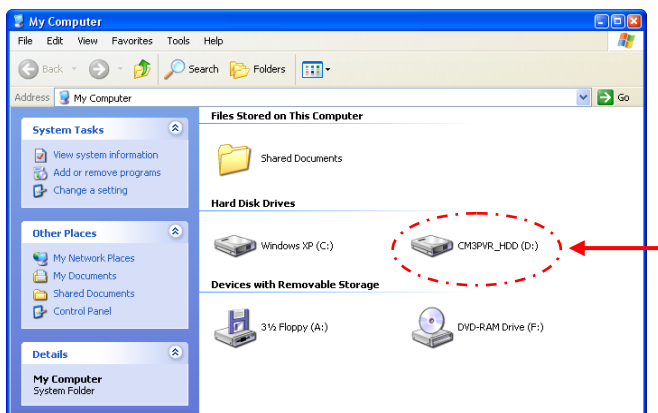 My Computer
File Edit View Favorites Tools Help
Back Search Folders
Address My Computer Go
System Tasks
View system information
Add or remove programs
Change a setting
Other Places
My Network Places
My Documents
Shared Documents
Control Panel
Details
My Computer
System Folder
Files Stored on This Computer
Shared Documents
Hard Disk Drives
Windows XP (C:) CM3PVR_HDD (D:)
Devices with Removable Storage
3½ Floppy (A:) DVD-RAM Drive (F:)